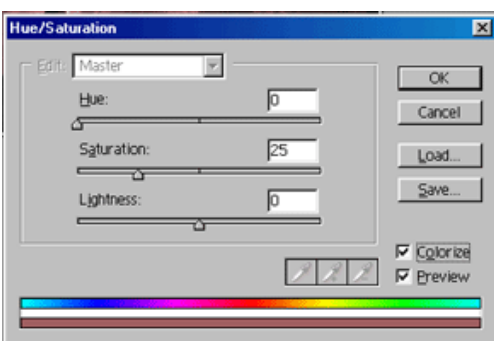 Hue/Saturation
Edit: Master
OK
Hue: 0
Cancel
Saturation: 25
Load...
Lightness: 0
Save...
Colorize
Preview